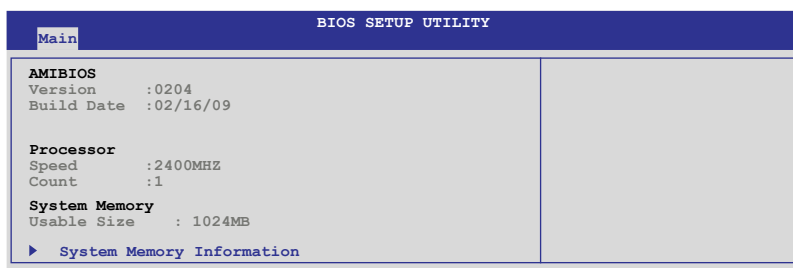 BIOS SETUP UTILITY
Main
AMIBIOS
Version :0204
Build Date :02/16/09
Processor
Speed :2400MHZ
Count :1
System Memory
Usable Size : 1024MB
System Memory Information